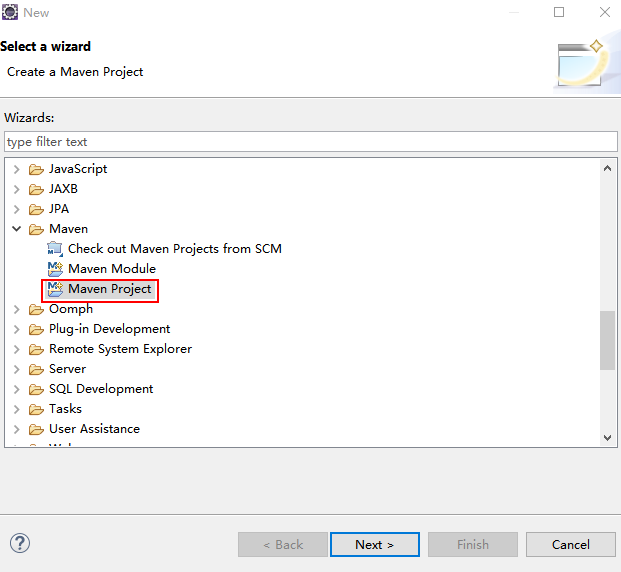 New
Select a wizard
Create a Maven Project
Wizards:
type filter text
JavaScript
JAXB
JPA
Maven
Check out Maven Projects from SCM
Maven Module
Maven Project
Oomph
Plug-in Development
Remote System Explorer
Server
SQL Development
Tasks
User Assistance
< Back
Next >
Finish
Cancel